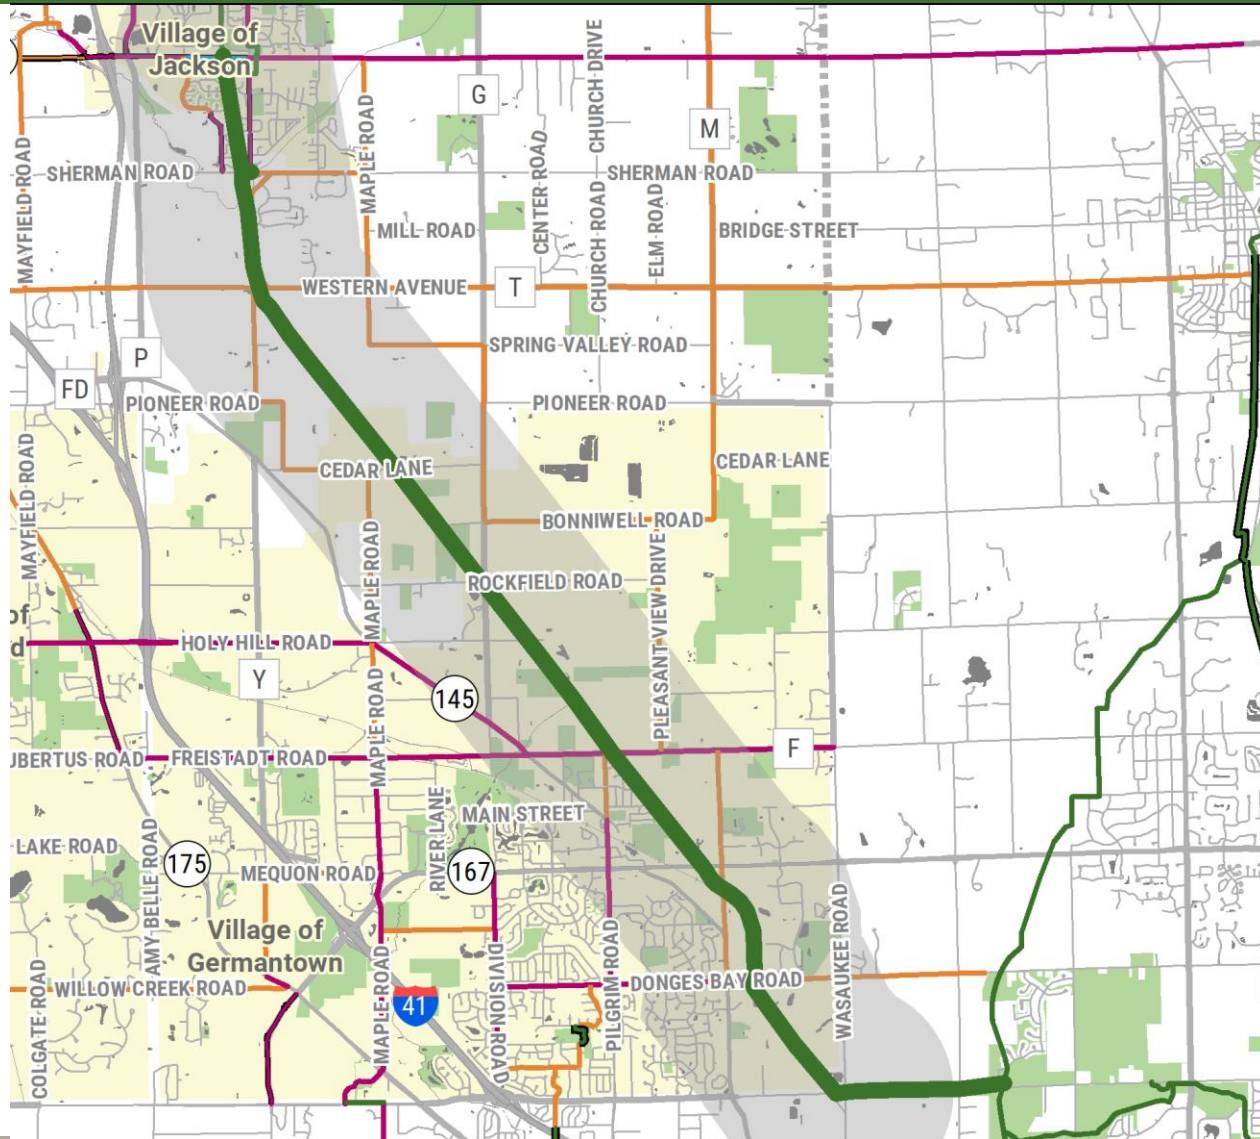 Village of
Jackson
CHURCH DRIVE
MAPLE ROAD
G
M
MAYFIELD ROAD
SHERMAN ROAD
CENTER ROAD
SHERMAN ROAD
MILL ROAD
CHURCH ROAD
ELM ROAD
BRIDGE STREET
WESTERN AVENUE
T
P
SPRING VALLEY ROAD
FD
PIONEER ROAD
PIONEER ROAD
MAYFIELD ROAD
CEDAR LANE
CEDAR LANE
BONNIWELL ROAD
MAPLE ROAD
ROCKFIELD ROAD
PLEASANT VIEW DRIVE
of
d
HOLY HILL ROAD
Y
145
MAPLE ROAD
UBERTUS ROAD
FREISTADT ROAD
F
RIVER LANE
MAIN STREET
LAKE ROAD
AMY BELLE ROAD
175
MEQUON ROAD
167
WASAUKEE ROAD
Village of
Germantown
PILGRIM ROAD
COLGATE ROAD
WILLOW CREEK ROAD
MAPLE ROAD
41
DIVISION ROAD
DONGES BAY ROAD